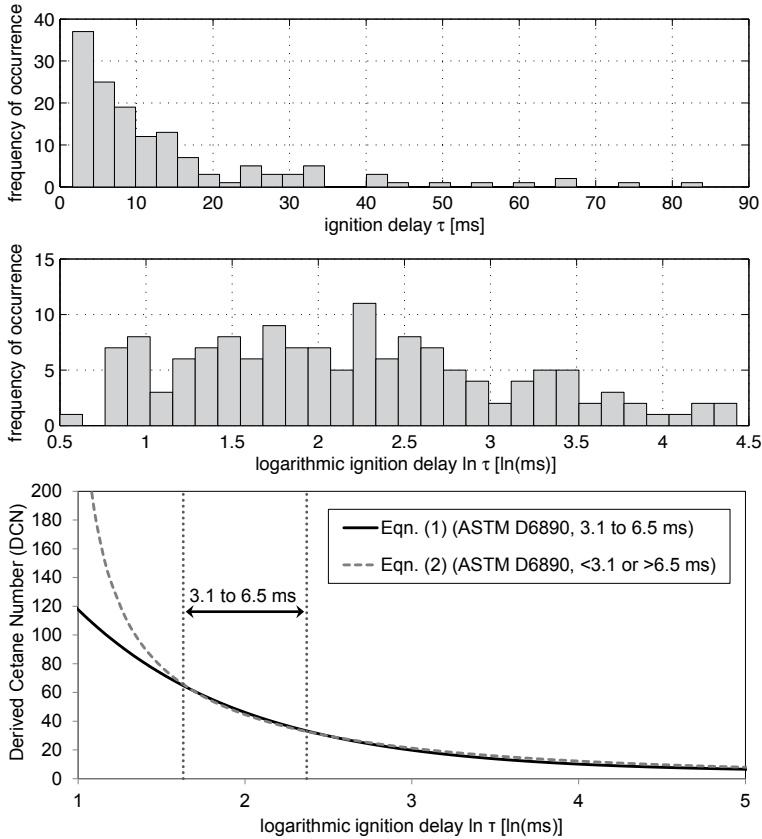 40
30
20
10
0
frequency of occurrence
0 10 20 30 40 50 60 70 80 90
ignition delay τ [ms]
15
10
5
0
frequency of occurrence
0.5 1 1.5 2 2.5 3 3.5 4 4.5
logarithmic ignition delay ln τ [ln(ms)]
200
180
160
140
120
100
80
60
40
20
0
Derived Cetane Number (DCN)
Eqn. (1) (ASTM D6890, 3.1 to 6.5 ms)
Eqn. (2) (ASTM D6890, <3.1 or >6.5 ms)
3.1 to 6.5 ms
1 2 3 4 5
logarithmic ignition delay ln τ [ln(ms)]